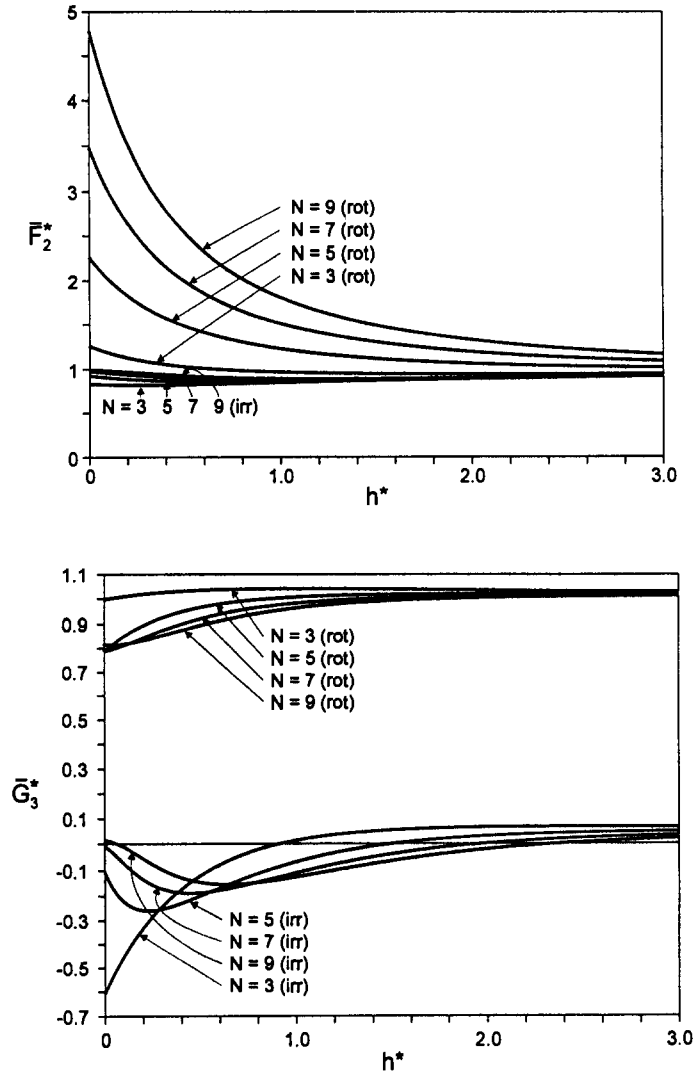 5
4
3
2
1
0
F̄₂*
N = 9 (rot)
N = 7 (rot)
N = 5 (rot)
N = 3 (rot)
N = 3 5 7 9 (irr)
0 1.0 2.0 3.0
h*
1.1
0.9
0.7
0.5
0.3
0.1
-0.1
-0.3
-0.5
-0.7
Ḡ₃*
N = 3 (rot)
N = 5 (rot)
N = 7 (rot)
N = 9 (rot)
N = 5 (irr)
N = 7 (irr)
N = 9 (irr)
N = 3 (irr)
0 1.0 2.0 3.0
h*